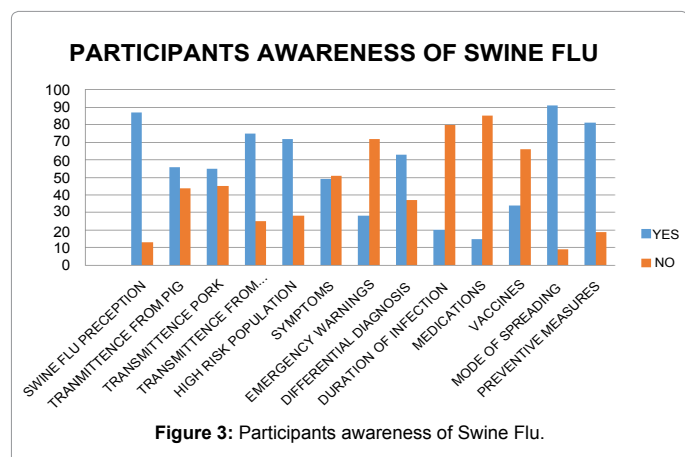 PARTICIPANTS AWARENESS OF SWINE FLU
100
90
80
70
60
50
40
30
20
10
0
YES
NO
SWINE FLU PRECEPTION
TRANMITTENCE FROM PIG
TRANSMITTENCE PORK
TRANSMITTENCE FROM...
HIGH RISK POPULATION
SYMPTOMS
EMERGENCY WARNINGS
DIFFERENTIAL DIAGNOSIS
DURATION OF INFECTION
MEDICATIONS
VACCINES
MODE OF SPREADING
PREVENTIVE MEASURES
Figure 3: Participants awareness of Swine Flu.